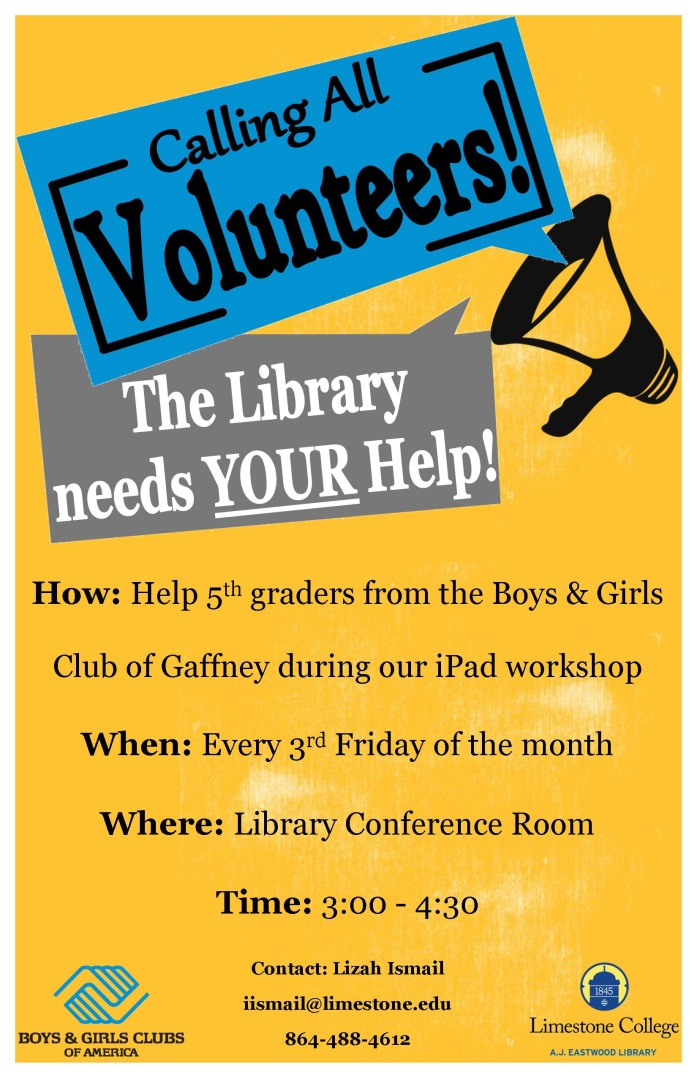 Calling All
Volunteers!
The Library
needs YOUR Help!
How: Help 5th graders from the Boys & Girls
Club of Gaffney during our iPad workshop
When: Every 3rd Friday of the month
Where: Library Conference Room
Time: 3:00 - 4:30
Contact: Lizah Ismail
iismail@limestone.edu
864-488-4612
BOYS & GIRLS CLUBS
OF AMERICA
1845
Limestone College
A.J. EASTWOOD LIBRARY